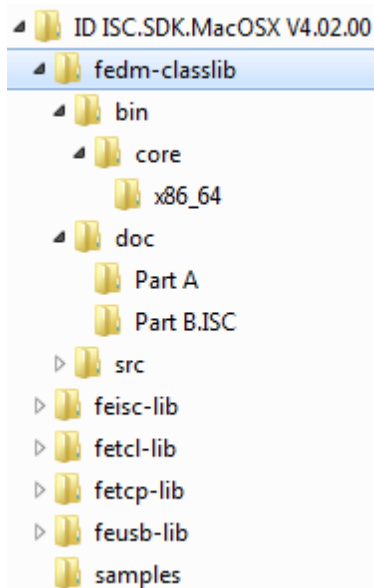 ID ISC.SDK.MacOSX V4.02.00
fedm-classlib
bin
core
x86_64
doc
Part A
Part B.ISC
src
feisc-lib
fetcl-lib
fetcp-lib
feusb-lib
samples